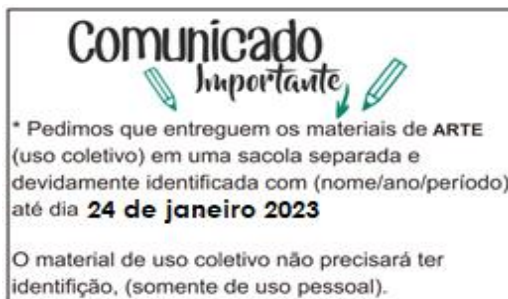 Comunicado
Importante
* Pedimos que entreguem os materiais de ARTE
(uso coletivo) em uma sacola separada e
devidamente identificada com (nome/ano/período)
até dia 24 de janeiro 2023
O material de uso coletivo não precisará ter
identifição, (somente de uso pessoal).